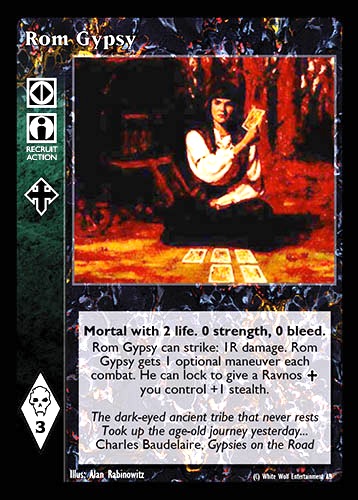 Rom Gypsy
RECRUIT
ACTION
Mortal with 2 life. 0 strength, 0 bleed.
Rom Gypsy can strike: 1R damage. Rom
Gypsy gets 1 optional maneuver each
combat. He can lock to give a Ravnos
you control +1 stealth.
The dark-eyed ancient tribe that never rests
Took up the age-old journey yesterday...
Charles Baudelaire, Gypsies on the Road
3
Illus: Alan Rabinowitz
(C) White Wolf Entertainment AB